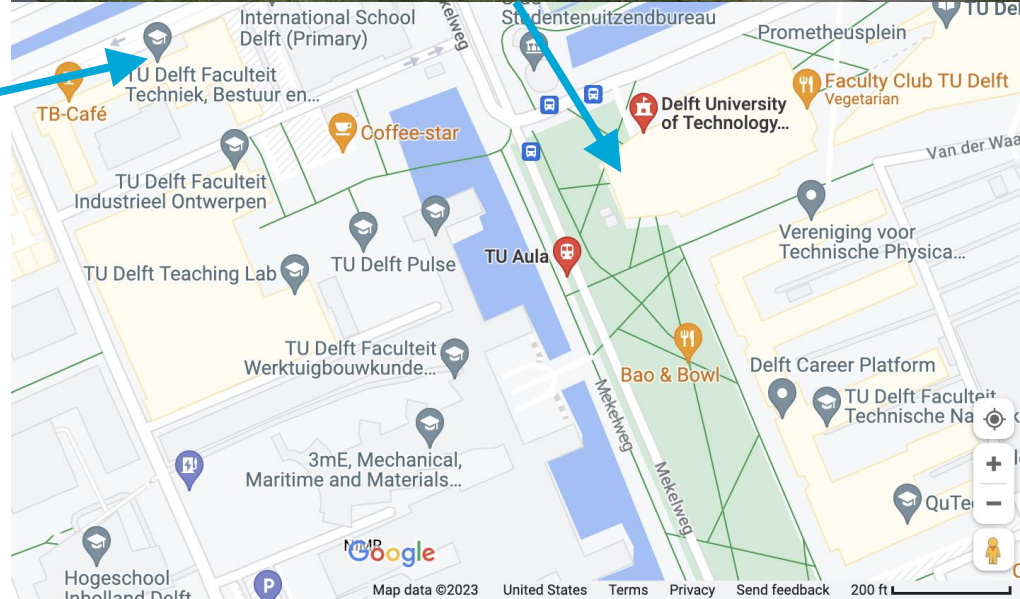 International School
Delft (Primary)
Mekelweg
Studentenuitzendbureau
Prometheusplein
TU Del
TU Delft Faculteit
Techniek, Bestuur en...
TB-Café
Coffee-star
Delft University
of Technology...
Faculty Club TU Delft
Vegetarian
Van der Waa
TU Delft Faculteit
Industrieel Ontwerpen
TU Delft Teaching Lab
TU Delft Pulse
TU Aula
Vereniging voor
Technische Physica...
TU Delft Faculteit
Werktuigbouwkunde...
Bao & Bowl
Delft Career Platform
TU Delft Faculteit
Technische Na
Mekelweg
Mekelweg
3mE, Mechanical,
Maritime and Materials...
QuTe
Hogeschool
Inholland Delft
P
Google
Map data ©2023
United States
Terms
Privacy
Send feedback
200 ft